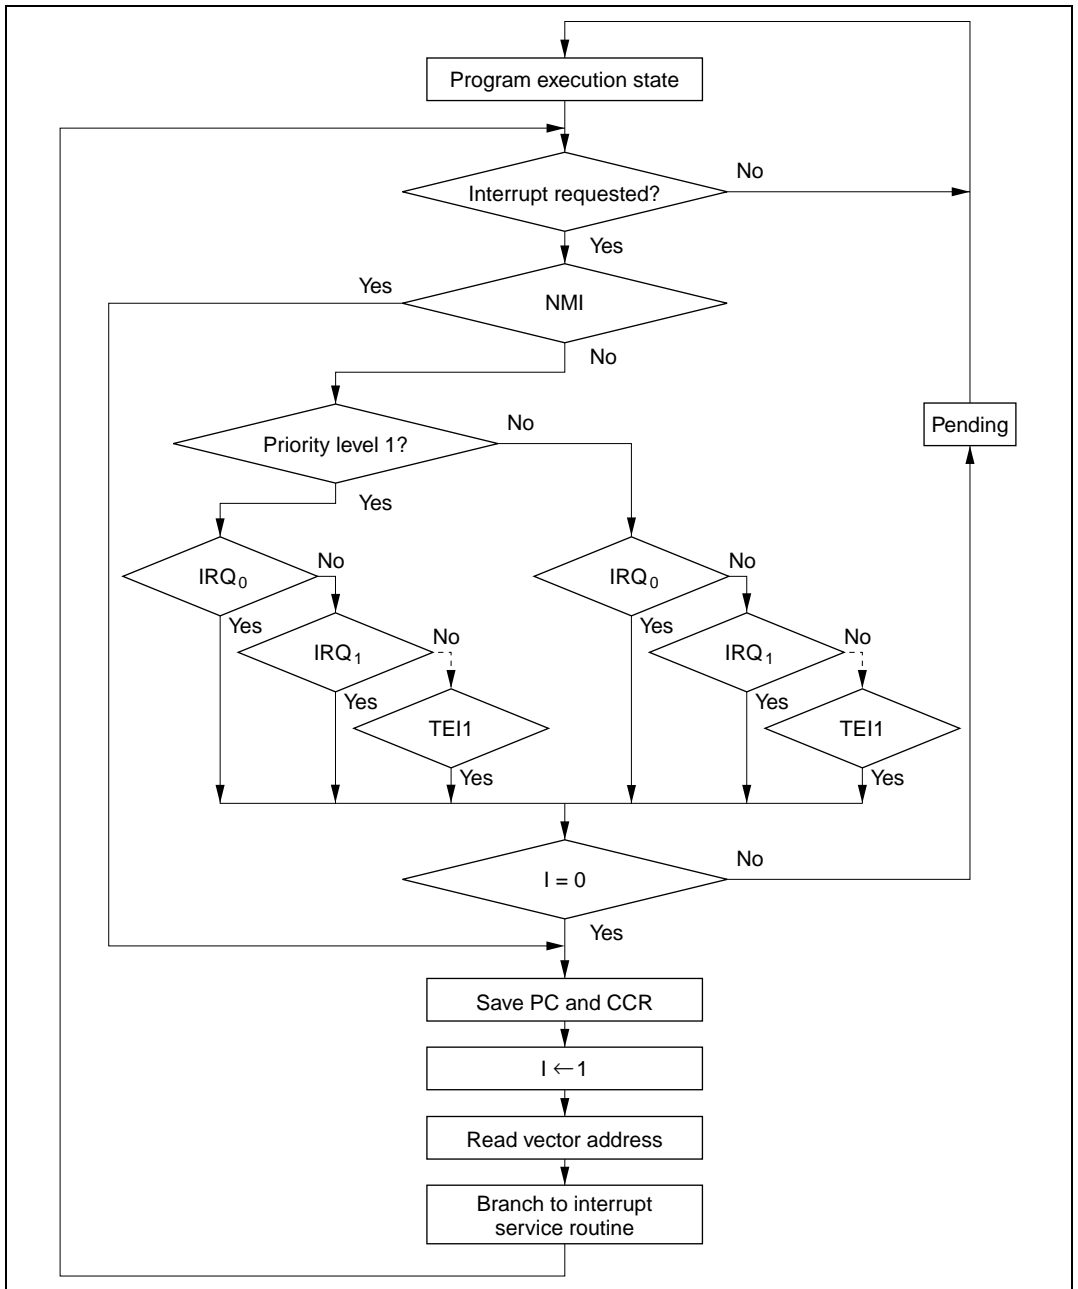 Program execution state
Interrupt requested?
No
Yes
Yes
NMI
No
Pending
Priority level 1?
No
Yes
IRQ0
No
IRQ0
No
Yes
IRQ1
No
Yes
IRQ1
No
Yes
TEI1
Yes
TEI1
Yes
Yes
I = 0
No
Yes
Save PC and CCR
I ← 1
Read vector address
Branch to interrupt
service routine